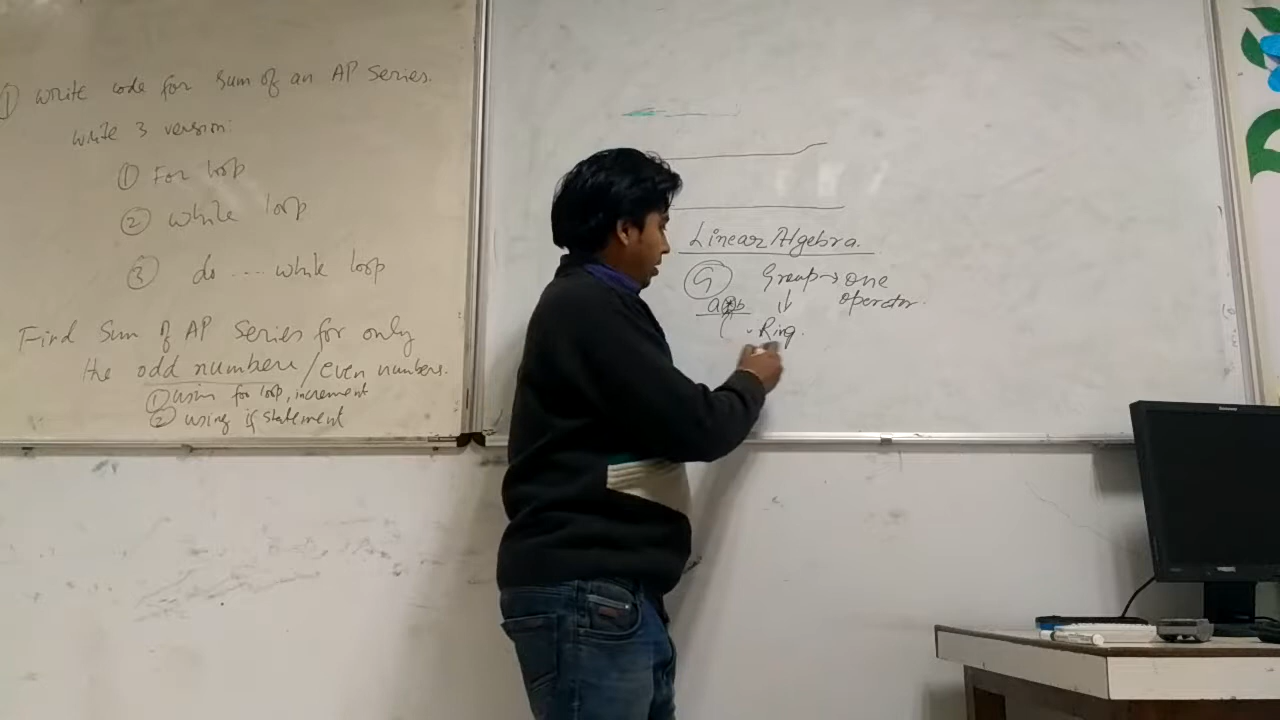 ① Write code for sum of an AP series.
Write 3 version:
① For loop
② while loop
③ do .... while loop
Find Sum of AP Series for only
the odd numbers/even numbers.
① using for loop, increment
② using if statement
Linear Algebra.
G Group → one
operator.
a*b ↓
Ring.